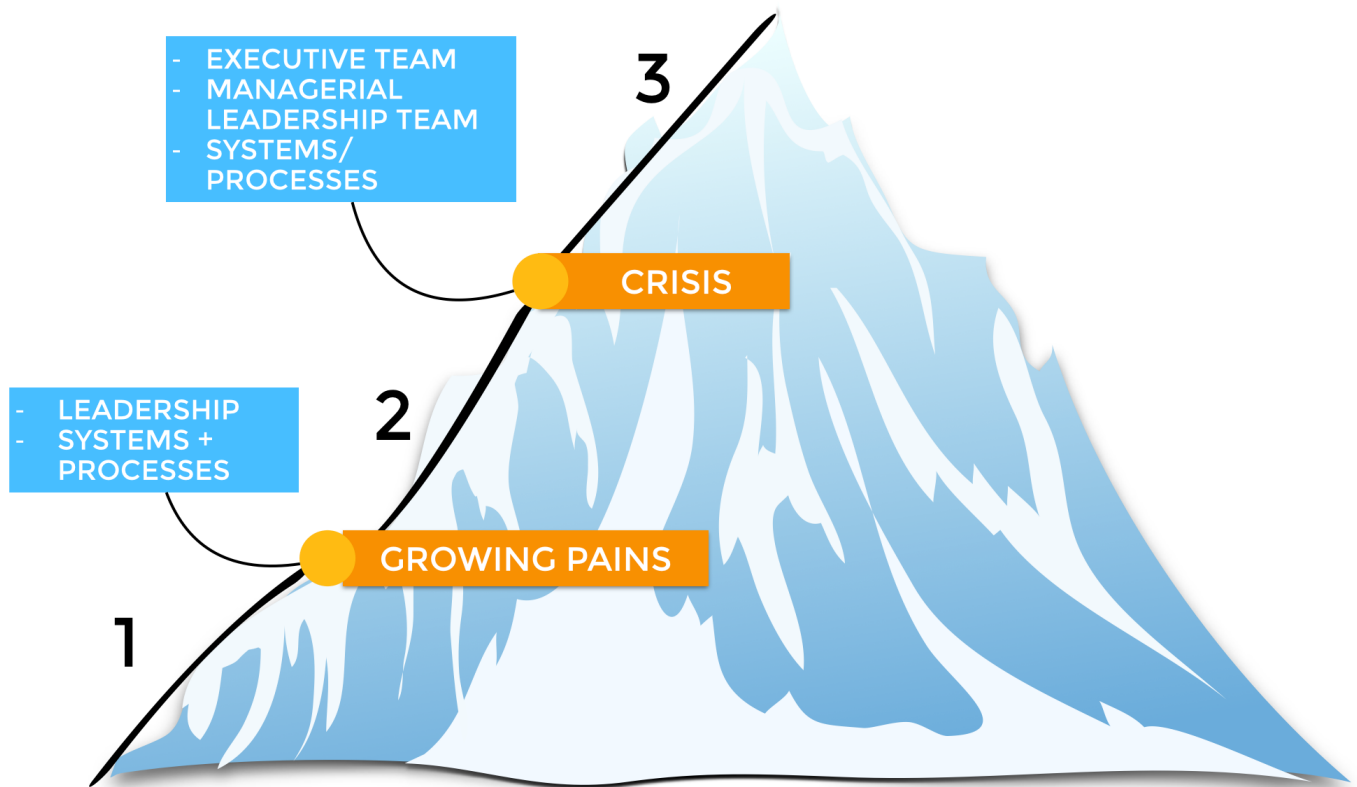 - EXECUTIVE TEAM
- MANAGERIAL
LEADERSHIP TEAM
- SYSTEMS/
PROCESSES
3
CRISIS
2
- LEADERSHIP
- SYSTEMS +
PROCESSES
GROWING PAINS
1